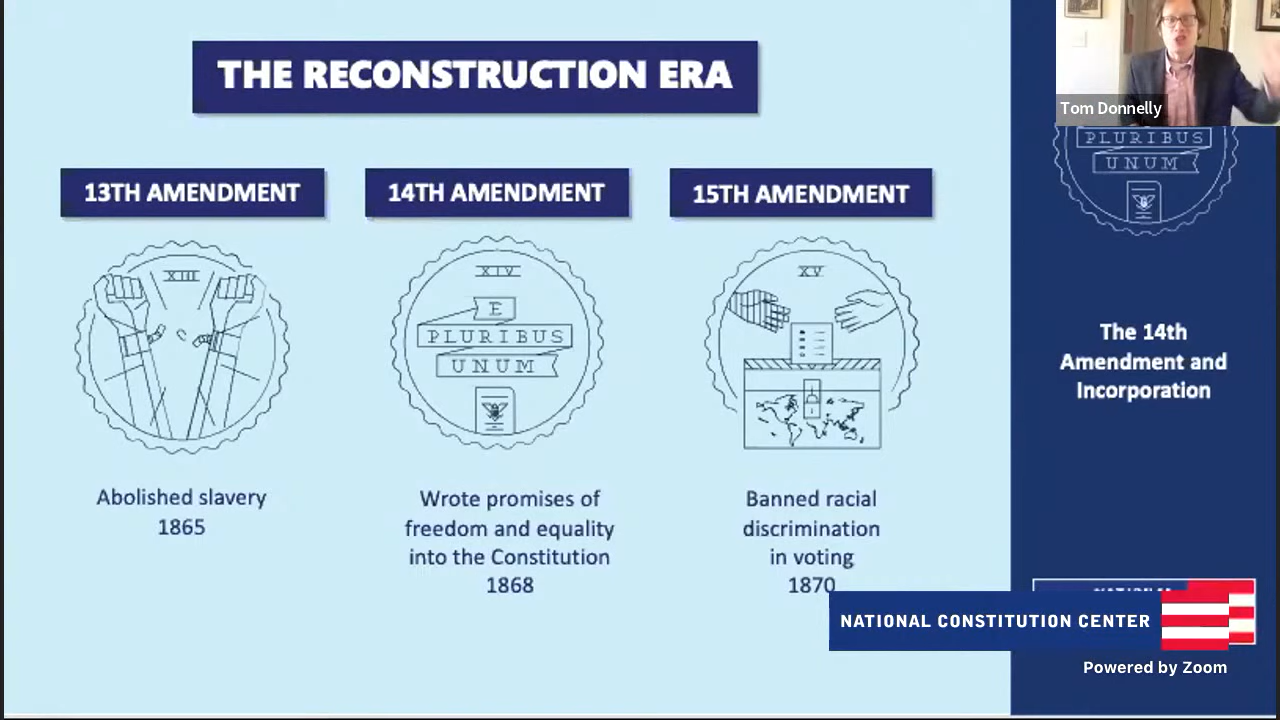 THE RECONSTRUCTION ERA
13TH AMENDMENT
14TH AMENDMENT
15TH AMENDMENT
XIII
XIV
E
PLURIBUS
UNUM
XV
Abolished slavery
1865
Wrote promises of
freedom and equality
into the Constitution
1868
Banned racial
discrimination
in voting
1870
Tom Donnelly
PLURIBUS
UNUM
The 14th
Amendment and
Incorporation
NATIONAL CONSTITUTION CENTER
Powered by Zoom